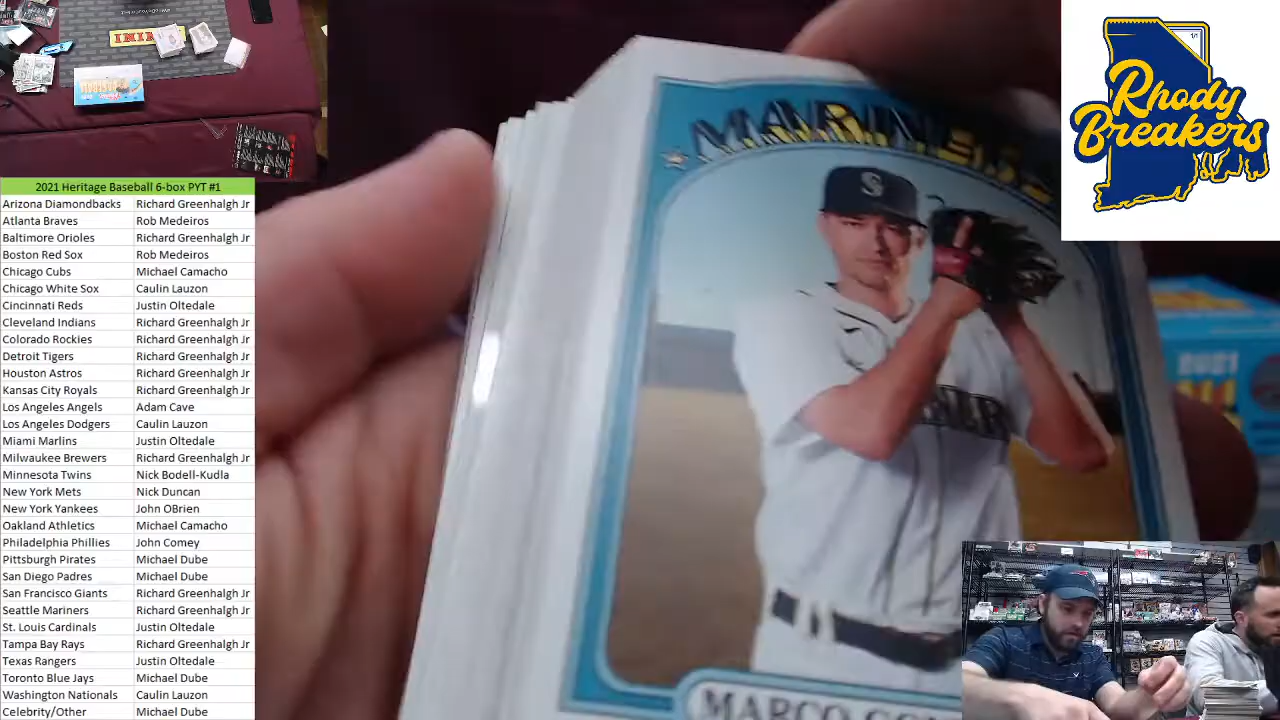 MINI
MARINERS
S
MARCO GO
2021
1/1
Rhody
Breakers
2021 Heritage Baseball 6-box PYT #1
Arizona Diamondbacks Richard Greenhalgh Jr
Atlanta Braves Rob Medeiros
Baltimore Orioles Richard Greenhalgh Jr
Boston Red Sox Rob Medeiros
Chicago Cubs Michael Camacho
Chicago White Sox Caulin Lauzon
Cincinnati Reds Justin Oltedale
Cleveland Indians Richard Greenhalgh Jr
Colorado Rockies Richard Greenhalgh Jr
Detroit Tigers Richard Greenhalgh Jr
Houston Astros Richard Greenhalgh Jr
Kansas City Royals Richard Greenhalgh Jr
Los Angeles Angels Adam Cave
Los Angeles Dodgers Caulin Lauzon
Miami Marlins Justin Oltedale
Milwaukee Brewers Richard Greenhalgh Jr
Minnesota Twins Nick Bodell-Kudla
New York Mets Nick Duncan
New York Yankees John OBrien
Oakland Athletics Michael Camacho
Philadelphia Phillies John Comey
Pittsburgh Pirates Michael Dube
San Diego Padres Michael Dube
San Francisco Giants Richard Greenhalgh Jr
Seattle Mariners Richard Greenhalgh Jr
St. Louis Cardinals Justin Oltedale
Tampa Bay Rays Richard Greenhalgh Jr
Texas Rangers Justin Oltedale
Toronto Blue Jays Michael Dube
Washington Nationals Caulin Lauzon
Celebrity/Other Michael Dube